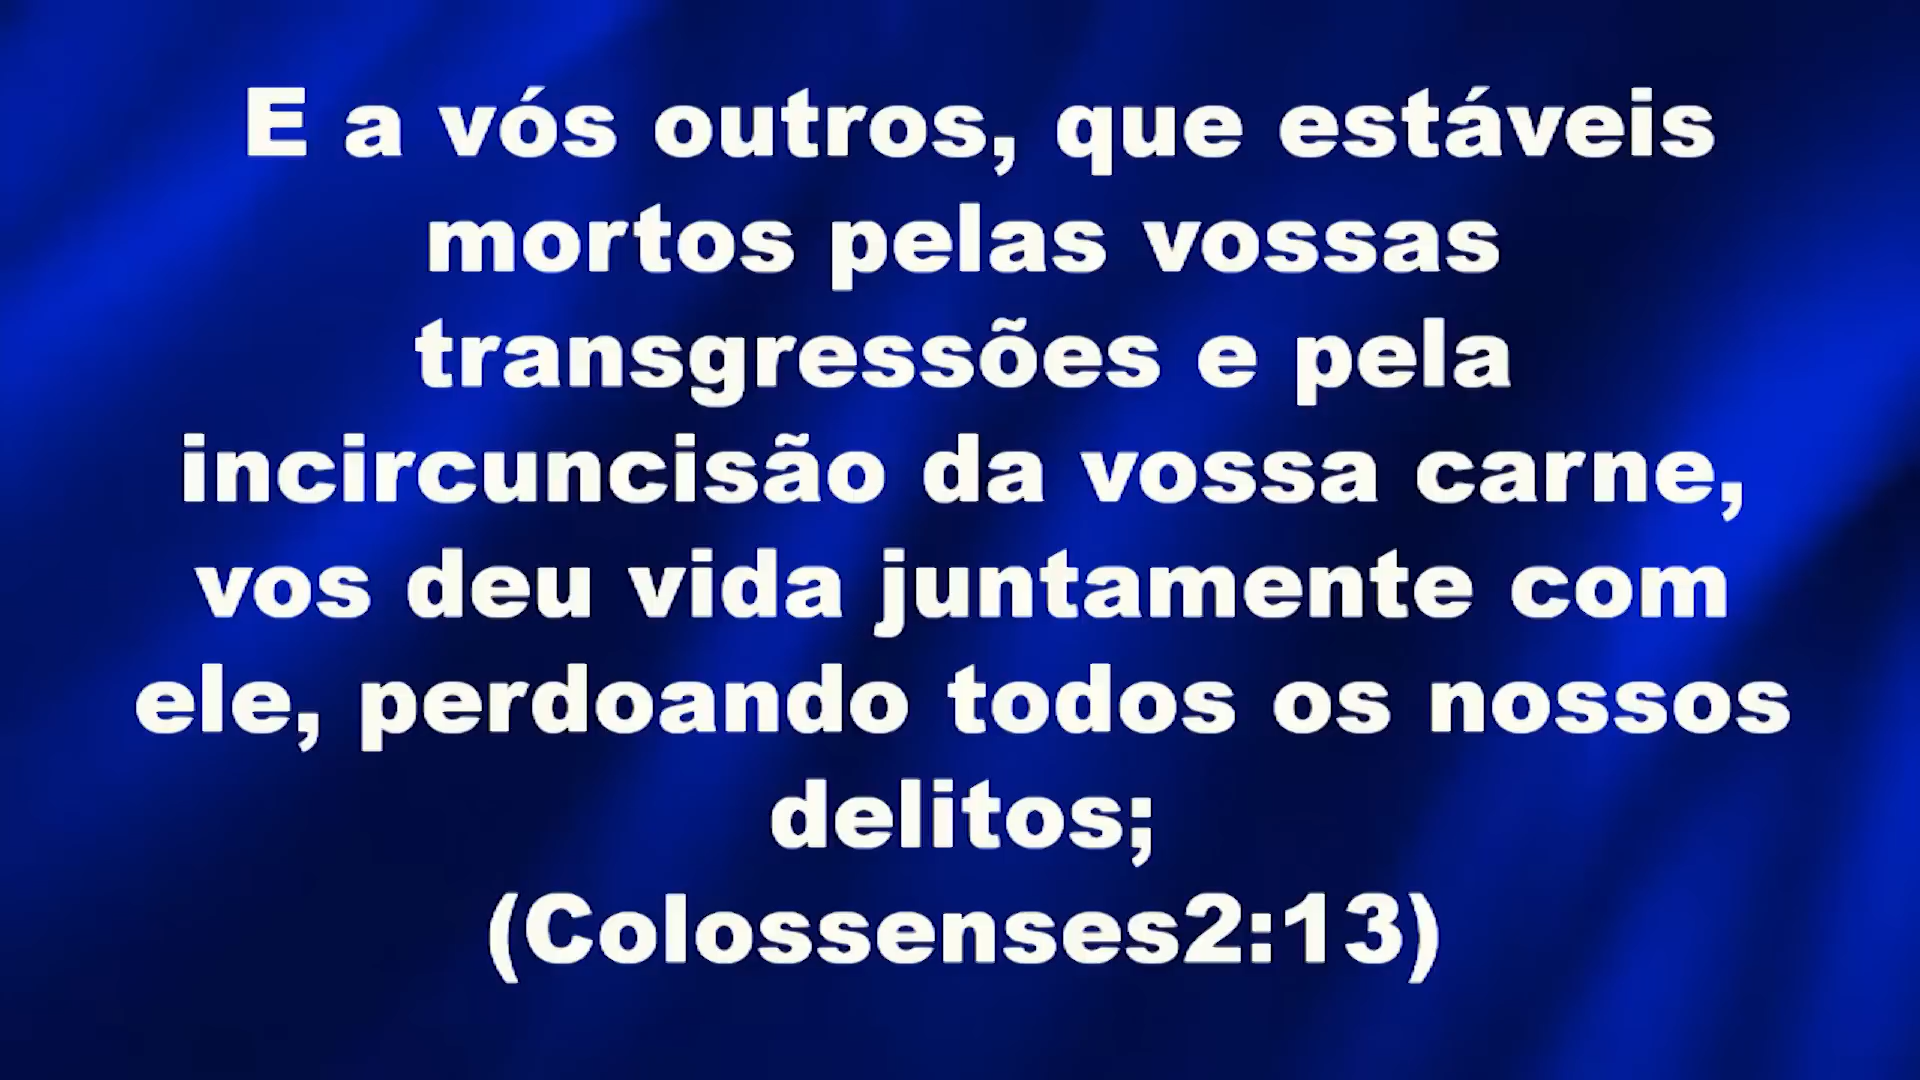 E a vós outros, que estáveis
mortos pelas vossas
transgressões e pela
incircuncisão da vossa carne,
vos deu vida juntamente com
ele, perdoando todos os nossos
delitos;
(Colossenses2:13)